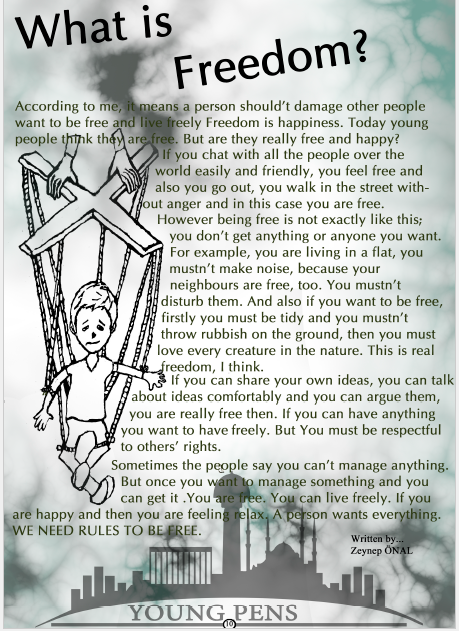 What is
Freedom?
According to me, it means a person should't damage other people
want to be free and live freely Freedom is happiness. Today young
people think they are free. But are they really free and happy?
If you chat with all the people over the
world easily and friendly, you feel free and
also you go out, you walk in the street with-
out anger and in this case you are free.
However being free is not exactly like this;
you don't get anything or anyone you want.
For example, you are living in a flat, you
mustn't make noise, because your
neighbours are free, too. You mustn't
disturb them. And also if you want to be free,
firstly you must be tidy and you mustn't
throw rubbish on the ground, then you must
love every creature in the nature. This is real
freedom, I think.
If you can share your own ideas, you can talk
about ideas comfortably and you can argue them,
you are really free then. If you can have anything
you want to have freely. But You must be respectful
to others' rights.
Sometimes the people say you can't manage anything.
But once you want to manage something and you
can get it .You are free. You can live freely. If you
are happy and then you are feeling relax. A person wants everything.
WE NEED RULES TO BE FREE.
Written by...
Zeynep ÖNAL
YOUNG PENS
10